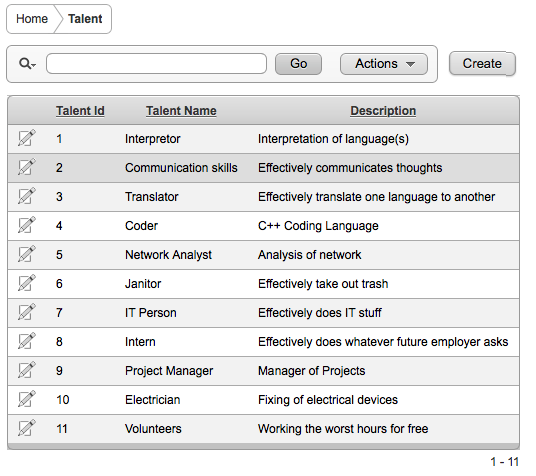 Home Talent
Go Actions Create
Talent Id Talent Name Description
1 Interpretor Interpretation of language(s)
2 Communication skills Effectively communicates thoughts
3 Translator Effectively translate one language to another
4 Coder C++ Coding Language
5 Network Analyst Analysis of network
6 Janitor Effectively take out trash
7 IT Person Effectively does IT stuff
8 Intern Effectively does whatever future employer asks
9 Project Manager Manager of Projects
10 Electrician Fixing of electrical devices
11 Volunteers Working the worst hours for free
1 - 11